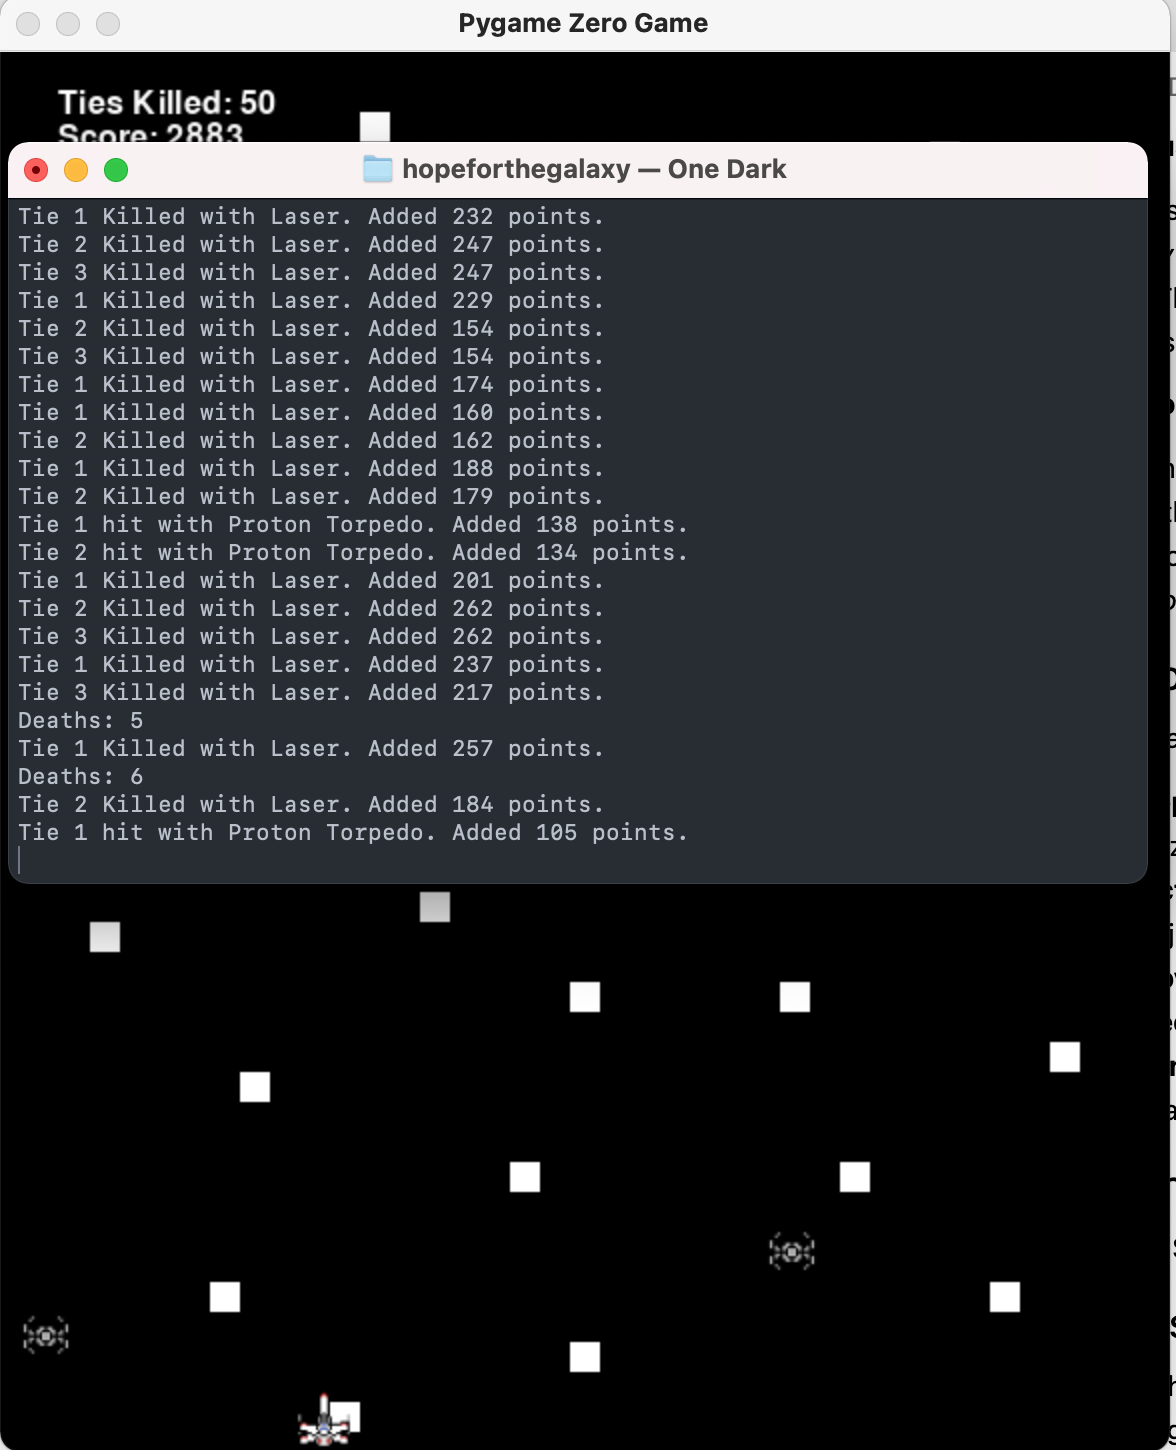 Pygame Zero Game
Ties Killed: 50
Score: 2883
hopeforthegalaxy — One Dark
Tie 1 Killed with Laser. Added 232 points.
Tie 2 Killed with Laser. Added 247 points.
Tie 3 Killed with Laser. Added 247 points.
Tie 1 Killed with Laser. Added 229 points.
Tie 2 Killed with Laser. Added 154 points.
Tie 3 Killed with Laser. Added 154 points.
Tie 1 Killed with Laser. Added 174 points.
Tie 1 Killed with Laser. Added 160 points.
Tie 2 Killed with Laser. Added 162 points.
Tie 1 Killed with Laser. Added 188 points.
Tie 2 Killed with Laser. Added 179 points.
Tie 1 hit with Proton Torpedo. Added 138 points.
Tie 2 hit with Proton Torpedo. Added 134 points.
Tie 1 Killed with Laser. Added 201 points.
Tie 2 Killed with Laser. Added 262 points.
Tie 3 Killed with Laser. Added 262 points.
Tie 1 Killed with Laser. Added 237 points.
Tie 3 Killed with Laser. Added 217 points.
Deaths: 5
Tie 1 Killed with Laser. Added 257 points.
Deaths: 6
Tie 2 Killed with Laser. Added 184 points.
Tie 1 hit with Proton Torpedo. Added 105 points.